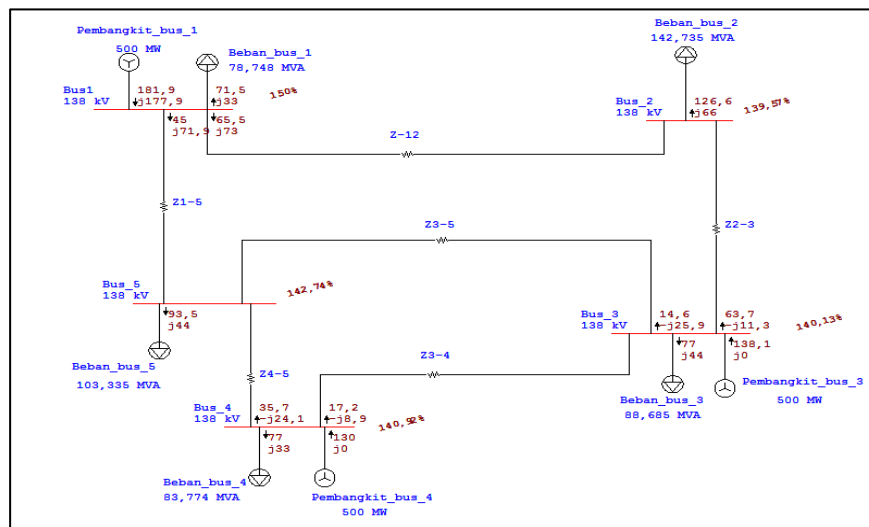 Pembangkit_bus_1
500 MW
Beban_bus_1
78,748 MVA
Bus1
138 kV
181,9
j177,9
71,5
j33
150%
45
j71,9
65,5
j73
Beban_bus_2
142,735 MVA
Bus_2
138 kV
126,6
j66
139,57%
Z-12
Z1-5
Z3-5
Z2-3
Bus_5
138 kV
142,74%
93,5
j44
Beban_bus_5
103,335 MVA
Z4-5
Z3-4
Bus_3
138 kV
14,6
-j25,9
63,7
-j11,3
140,13%
77
j44
138,1
j0
Beban_bus_3
88,685 MVA
Pembangkit_bus_3
500 MW
Bus_4
138 kV
35,7
-j24,1
17,2
-j8,9
140,92%
77
j33
130
j0
Beban_bus_4
83,774 MVA
Pembangkit_bus_4
500 MW